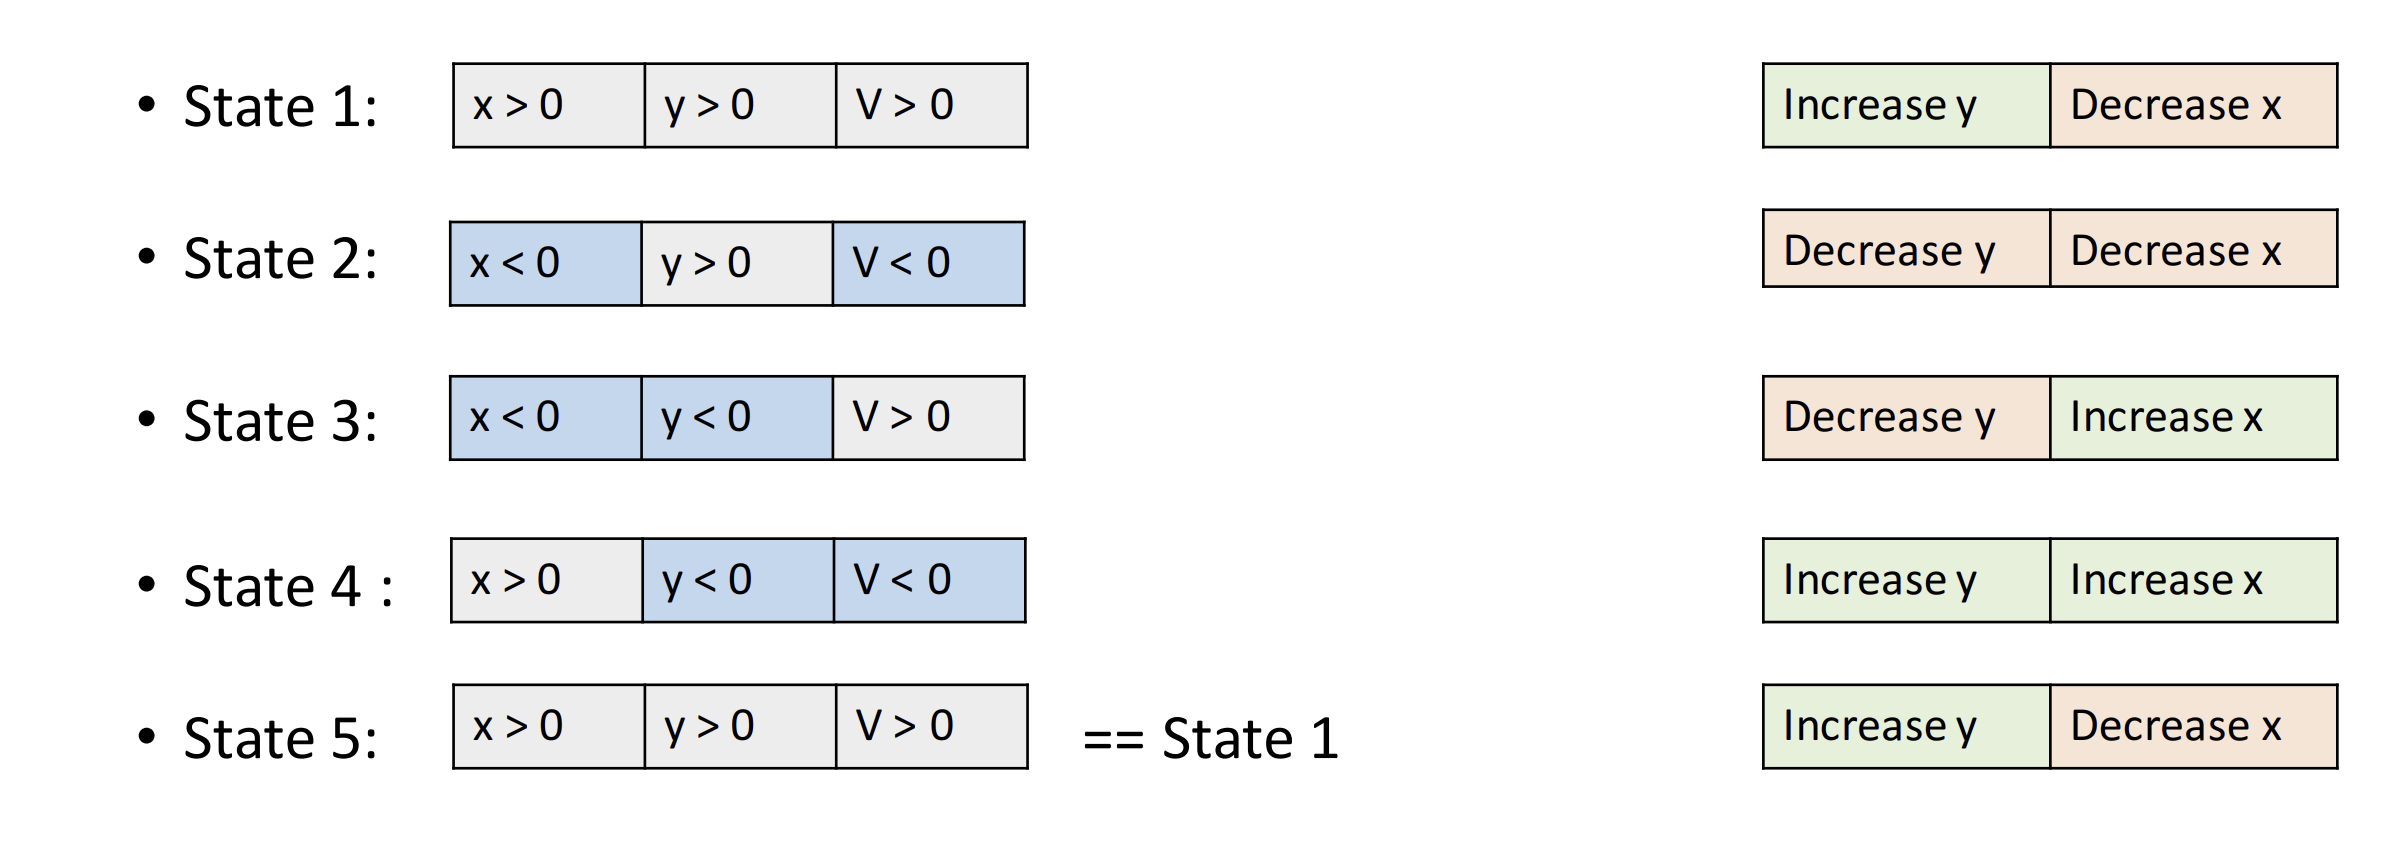 • State 1: x > 0 y > 0 V > 0 Increase y Decrease x
• State 2: x < 0 y > 0 V < 0 Decrease y Decrease x
• State 3: x < 0 y < 0 V > 0 Decrease y Increase x
• State 4 : x > 0 y < 0 V < 0 Increase y Increase x
• State 5: x > 0 y > 0 V > 0 == State 1 Increase y Decrease x